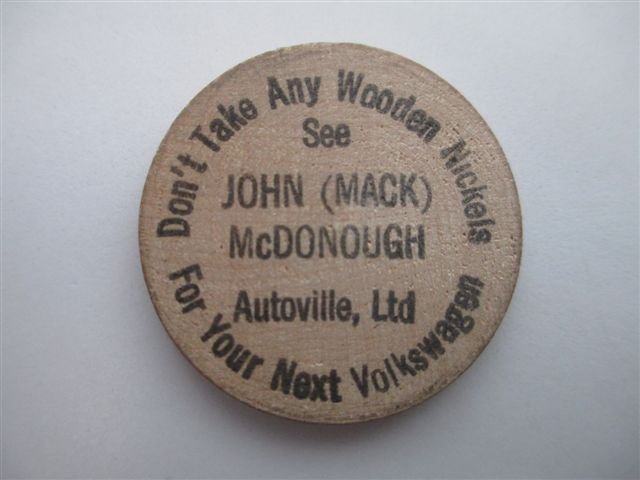 Don't Take Any Wooden Nickels
See
JOHN (MACK)
McDONOUGH
Autoville, Ltd
For Your Next Volkswagen